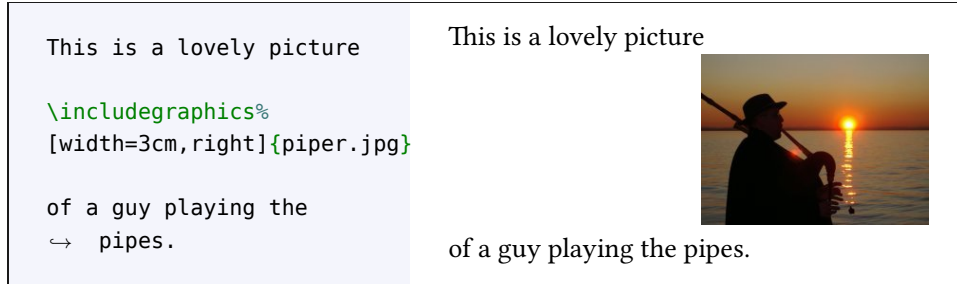 This is a lovely picture
\includegraphics%
[width=3cm,right]{piper.jpg}
of a guy playing the
↪ pipes.
This is a lovely picture
of a guy playing the pipes.